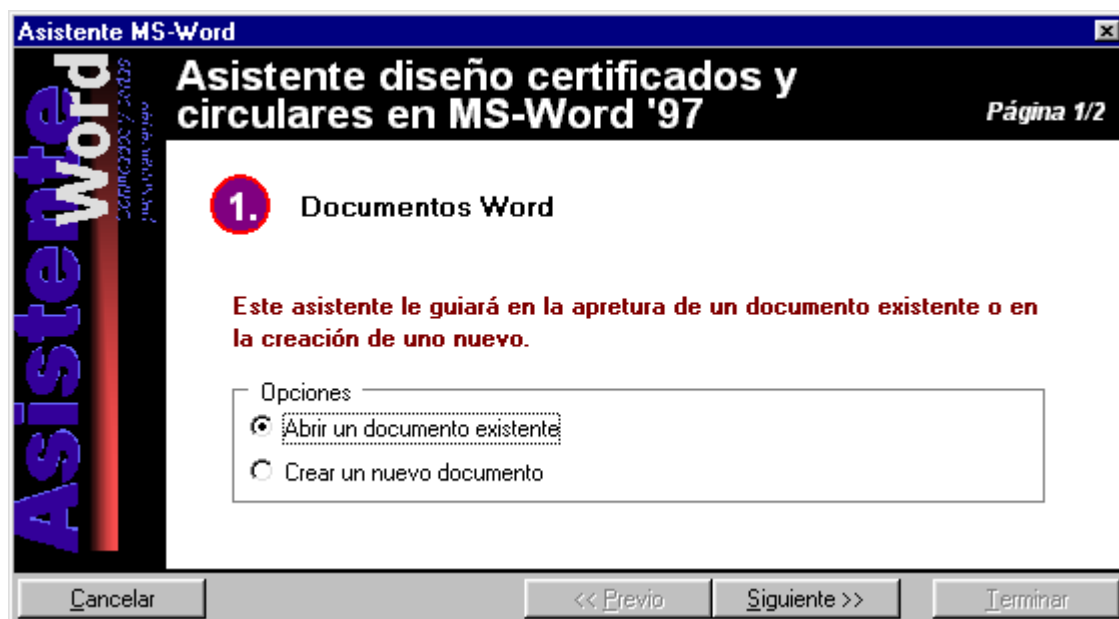 Asistente MS-Word
Asistente
Word
Asistente diseño certificados y
circulares en MS-Word '97
Página 1/2
1.
Documentos Word
Este asistente le guiará en la apretura de un documento existente o en
la creación de uno nuevo.
Opciones
Abrir un documento existente
Crear un nuevo documento
Cancelar
<< Previo
Siguiente >>
Terminar